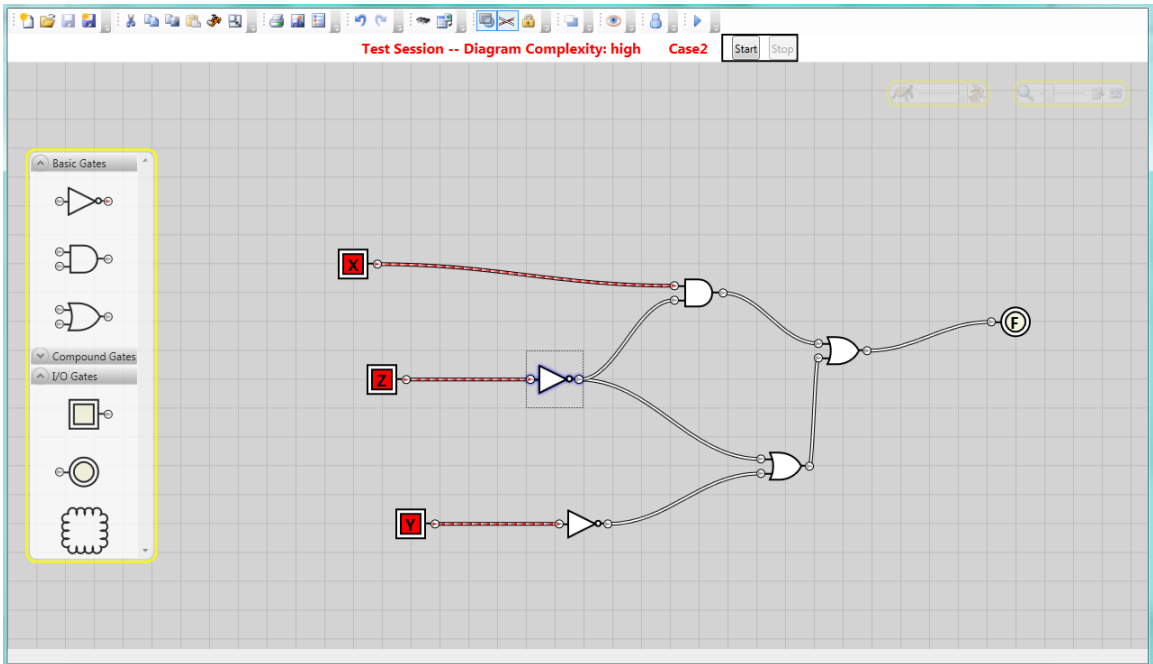 Test Session -- Diagram Complexity: high Case2 Start Stop
Basic Gates
Compound Gates
I/O Gates
X
Z
Y
F